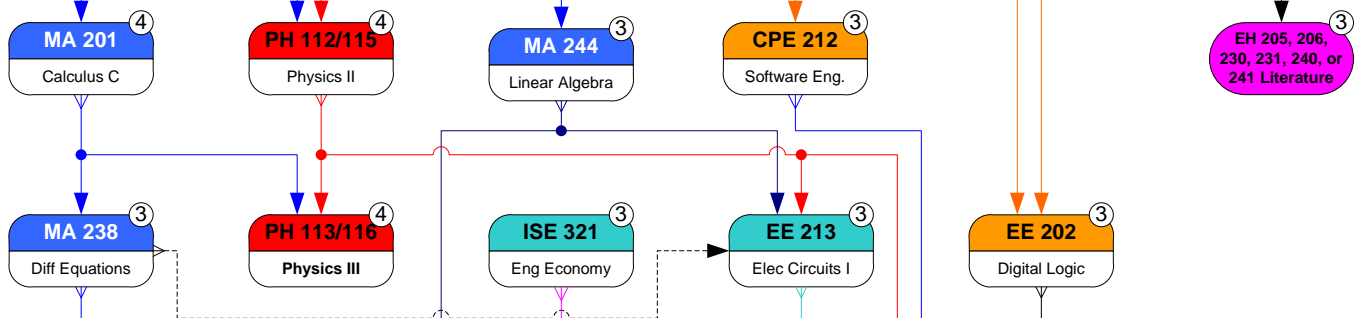 4
MA 201
Calculus C
4
PH 112/115
Physics II
3
MA 244
Linear Algebra
3
CPE 212
Software Eng.
3
EH 205, 206,
230, 231, 240, or
241 Literature
3
MA 238
Diff Equations
4
PH 113/116
Physics III
3
ISE 321
Eng Economy
3
EE 213
Elec Circuits I
3
EE 202
Digital Logic